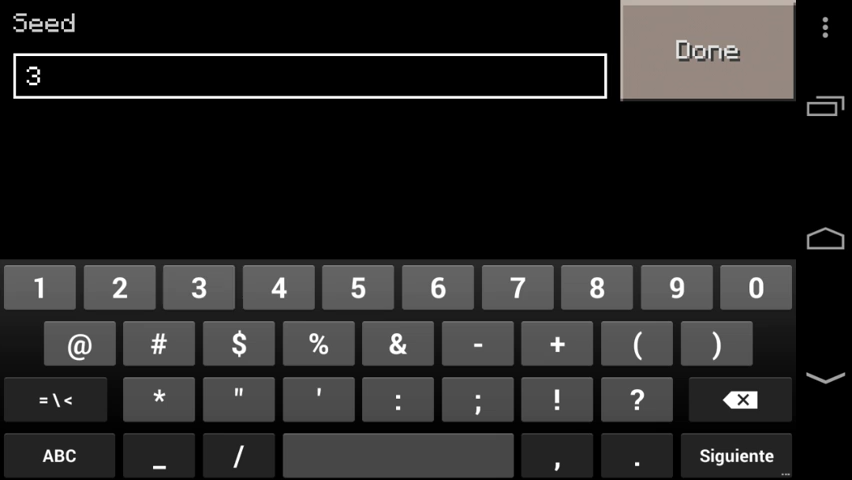 Seed
Done
3
1 2 3 4 5 6 7 8 9 0
@ # $ % & - + ( )
= \ < * " ' : ; ! ?
ABC _ / , . Siguiente ...